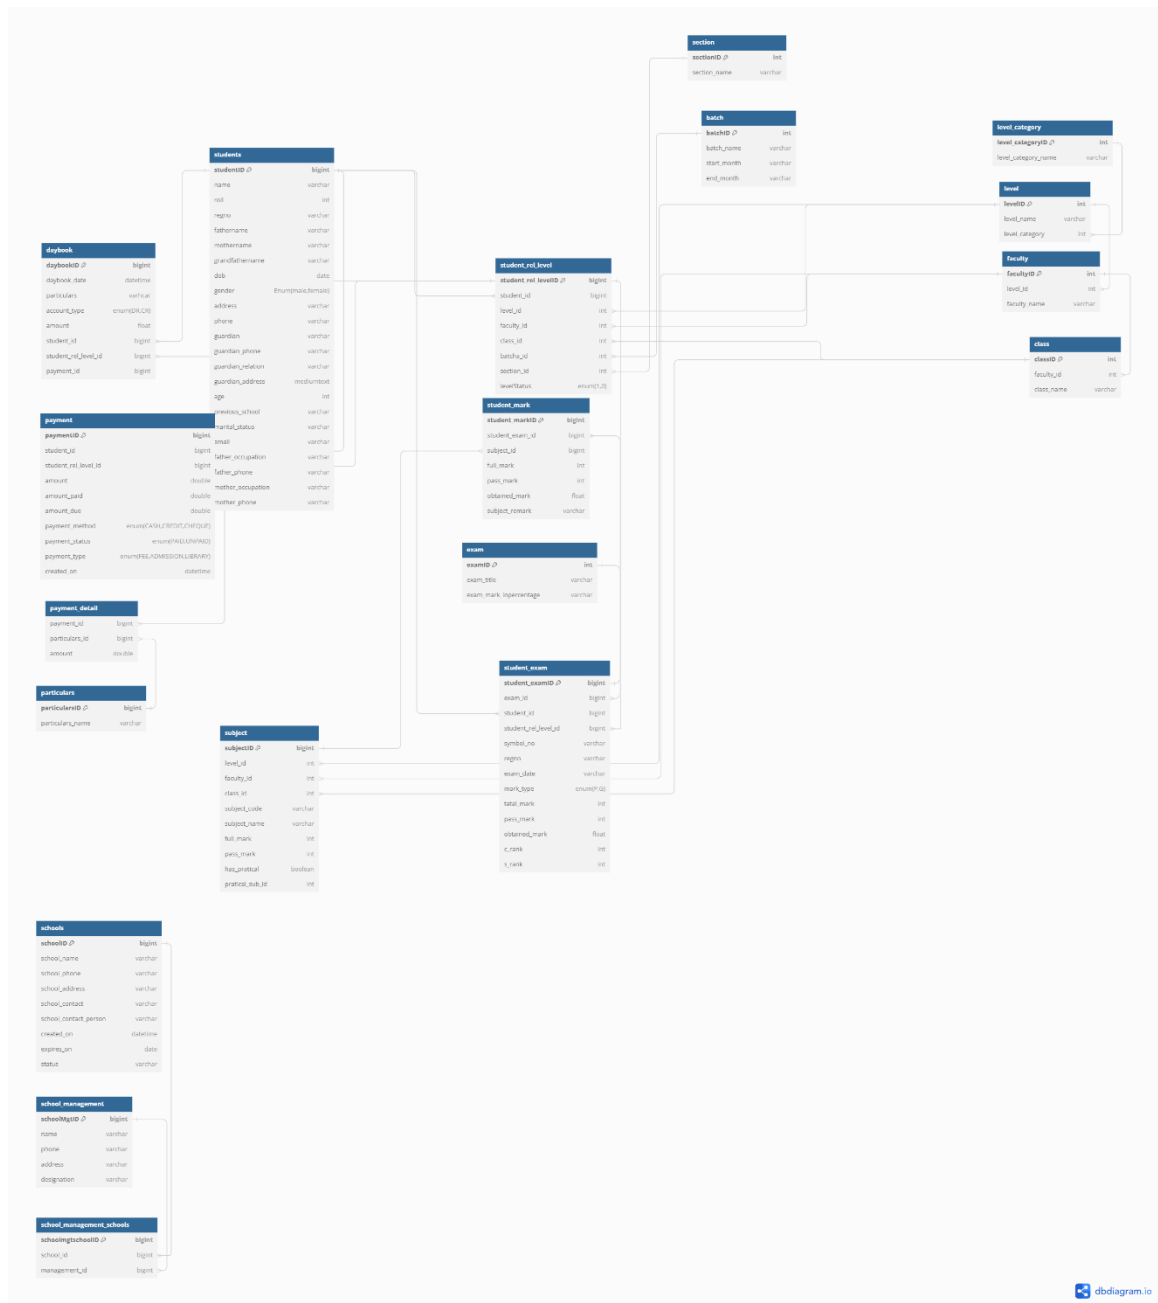 section
sectionID int
section_name varchar
batch
batchID int
batch_name varchar
start_month varchar
end_month varchar
level_category
level_categoryID int
level_category_name varchar
level
levelID int
level_name varchar
level_category int
faculty
facultyID int
level_id int
faculty_name varchar
class
classID int
faculty_id int
class_name varchar
students
studentID bigint
name varchar
roll int
regno varchar
fathername varchar
mothername varchar
grandfathername varchar
dob date
gender Enum(male,female)
address varchar
phone varchar
guardian varchar
guardian_phone varchar
guardian_relation varchar
guardian_address mediumtext
age int
previous_school varchar
marital_status varchar
email varchar
father_occupation varchar
father_phone varchar
mother_occupation varchar
mother_phone varchar
daybook
daybookID bigint
daybook_date datetime
particulars varhcar
account_type enum(DR,CR)
amount float
student_id bigint
student_rel_level_id bigint
payment_id bigint
payment
paymentID bigint
student_id bigint
student_rel_level_id bigint
amount double
amount_paid double
amount_due double
payment_method enum(CASH,CREDIT,CHEQUE)
payment_status enum(PAID,UNPAID)
payment_type enum(FEE,ADMISSION,LIBRARY)
created_on datetime
payment_detail
payment_id bigint
particulars_id bigint
amount double
particulars
particularsID bigint
particulars_name varchar
student_rel_level
student_rel_levelID bigint
student_id bigint
level_id int
faculty_id int
class_id int
batcha_id int
section_id int
levelStatus enum(1,0)
student_mark
student_markID bigint
student_exam_id bigint
subject_id bigint
full_mark int
pass_mark int
obtained_mark float
subject_remark varchar
exam
examID int
exam_title varchar
exam_mark_inpercentage varchar
student_exam
student_examID bigint
exam_id bigint
student_id bigint
student_rel_level_id bigint
symbol_no varchar
regno varchar
exam_date varchar
mark_type enum(P,G)
total_mark int
pass_mark int
obtained_mark float
c_rank int
s_rank int
subject
subjectID bigint
level_id int
faculty_id int
class_id int
subject_code varchar
subject_name varchar
full_mark int
pass_mark int
has_pratical boolean
pratical_sub_id int
schools
schoolID bigint
school_name varchar
school_phone varchar
school_address varchar
school_contact varchar
school_contact_person varchar
created_on datetime
expires_on date
status varchar
school_management
schoolMgtID bigint
name varchar
phone varchar
address varchar
designation varchar
school_management_schools
schoolmgtschoolID bigint
school_id bigint
management_id bigint
dbdiagram.io